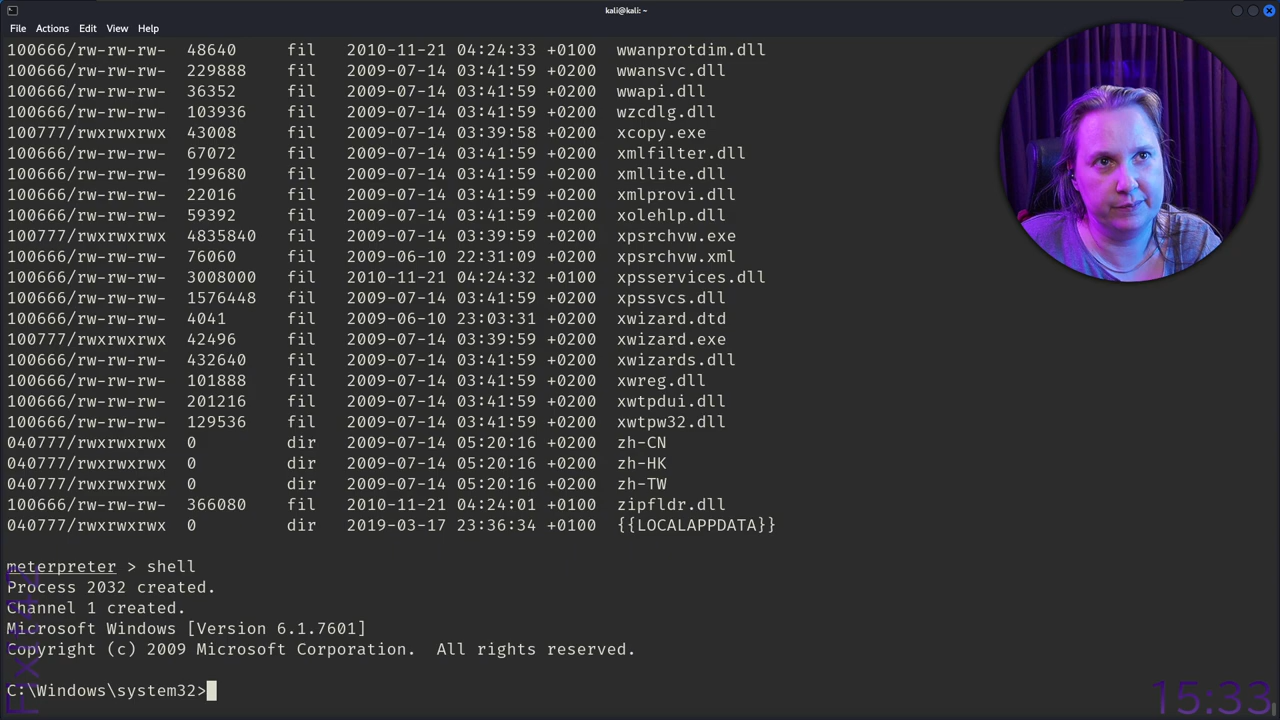 kali@kali: ~
File Actions Edit View Help
100666/rw-rw-rw- 48640 fil 2010-11-21 04:24:33 +0100 wwanprotdim.dll
100666/rw-rw-rw- 229888 fil 2009-07-14 03:41:59 +0200 wwansvc.dll
100666/rw-rw-rw- 36352 fil 2009-07-14 03:41:59 +0200 wwapi.dll
100666/rw-rw-rw- 103936 fil 2009-07-14 03:41:59 +0200 wzcdlg.dll
100777/rwxrwxrwx 43008 fil 2009-07-14 03:39:58 +0200 xcopy.exe
100666/rw-rw-rw- 67072 fil 2009-07-14 03:41:59 +0200 xmlfilter.dll
100666/rw-rw-rw- 199680 fil 2009-07-14 03:41:59 +0200 xmllite.dll
100666/rw-rw-rw- 22016 fil 2009-07-14 03:41:59 +0200 xmlprovi.dll
100666/rw-rw-rw- 59392 fil 2009-07-14 03:41:59 +0200 xolehlp.dll
100777/rwxrwxrwx 4835840 fil 2009-07-14 03:39:59 +0200 xpsrchvw.exe
100666/rw-rw-rw- 76060 fil 2009-06-10 22:31:09 +0200 xpsrchvw.xml
100666/rw-rw-rw- 3008000 fil 2010-11-21 04:24:32 +0100 xpsservices.dll
100666/rw-rw-rw- 1576448 fil 2009-07-14 03:41:59 +0200 xpssvcs.dll
100666/rw-rw-rw- 4041 fil 2009-06-10 23:03:31 +0200 xwizard.dtd
100777/rwxrwxrwx 42496 fil 2009-07-14 03:39:59 +0200 xwizard.exe
100666/rw-rw-rw- 432640 fil 2009-07-14 03:41:59 +0200 xwizards.dll
100666/rw-rw-rw- 101888 fil 2009-07-14 03:41:59 +0200 xwreg.dll
100666/rw-rw-rw- 201216 fil 2009-07-14 03:41:59 +0200 xwtpdui.dll
100666/rw-rw-rw- 129536 fil 2009-07-14 03:41:59 +0200 xwtpw32.dll
040777/rwxrwxrwx 0 dir 2009-07-14 05:20:16 +0200 zh-CN
040777/rwxrwxrwx 0 dir 2009-07-14 05:20:16 +0200 zh-HK
040777/rwxrwxrwx 0 dir 2009-07-14 05:20:16 +0200 zh-TW
100666/rw-rw-rw- 366080 fil 2010-11-21 04:24:01 +0100 zipfldr.dll
040777/rwxrwxrwx 0 dir 2019-03-17 23:36:34 +0100 {{LOCALAPPDATA}}
meterpreter > shell
Process 2032 created.
Channel 1 created.
Microsoft Windows [Version 6.1.7601]
Copyright (c) 2009 Microsoft Corporation.  All rights reserved.
C:\Windows\system32>
15:33